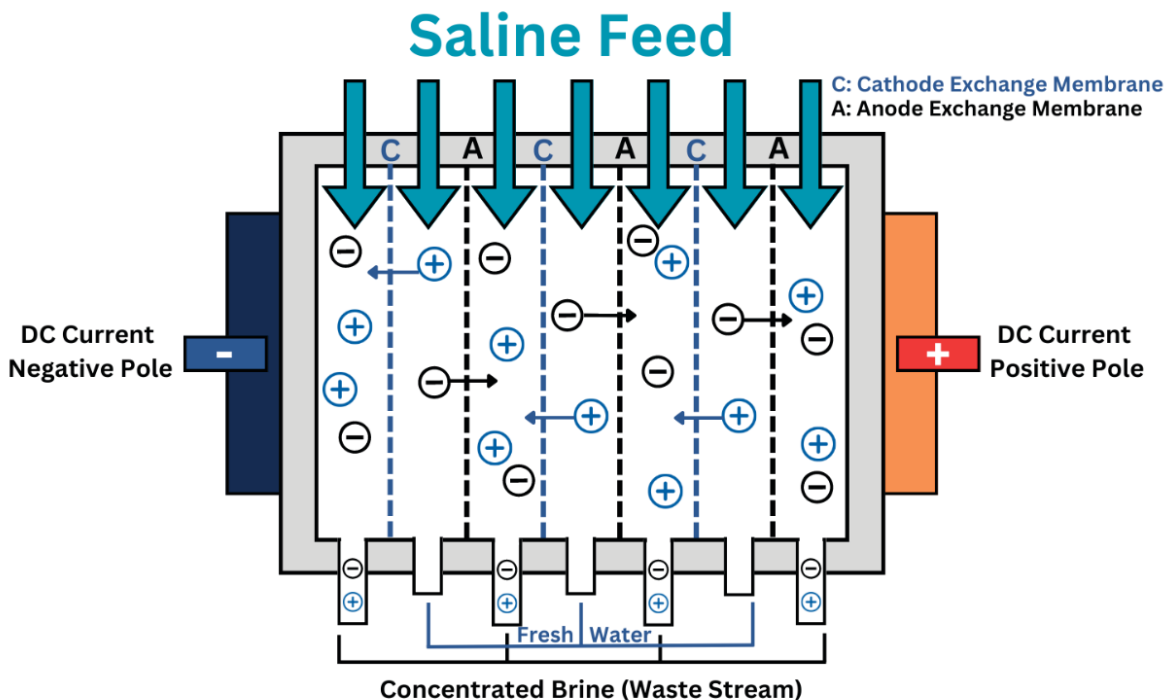 Saline Feed
C: Cathode Exchange Membrane
A: Anode Exchange Membrane
C A C A C A
DC Current
Negative Pole
-
+
DC Current
Positive Pole
− + − − + − + + − − + − − + + + + − + − + −
− − − −
+ + + +
Fresh Water
Concentrated Brine (Waste Stream)